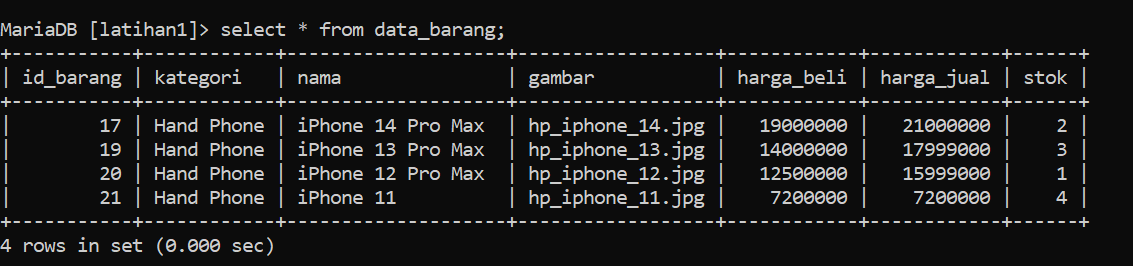 MariaDB [latihan1]> select * from data_barang;
+-----------+------------+-------------------+------------------+------------+------------+------+
| id_barang | kategori   | nama              | gambar           | harga_beli | harga_jual | stok |
+-----------+------------+-------------------+------------------+------------+------------+------+
|        17 | Hand Phone | iPhone 14 Pro Max | hp_iphone_14.jpg |   19000000 |   21000000 |    2 |
|        19 | Hand Phone | iPhone 13 Pro Max | hp_iphone_13.jpg |   14000000 |   17999000 |    3 |
|        20 | Hand Phone | iPhone 12 Pro Max | hp_iphone_12.jpg |   12500000 |   15999000 |    1 |
|        21 | Hand Phone | iPhone 11         | hp_iphone_11.jpg |    7200000 |    7200000 |    4 |
+-----------+------------+-------------------+------------------+------------+------------+------+
4 rows in set (0.000 sec)